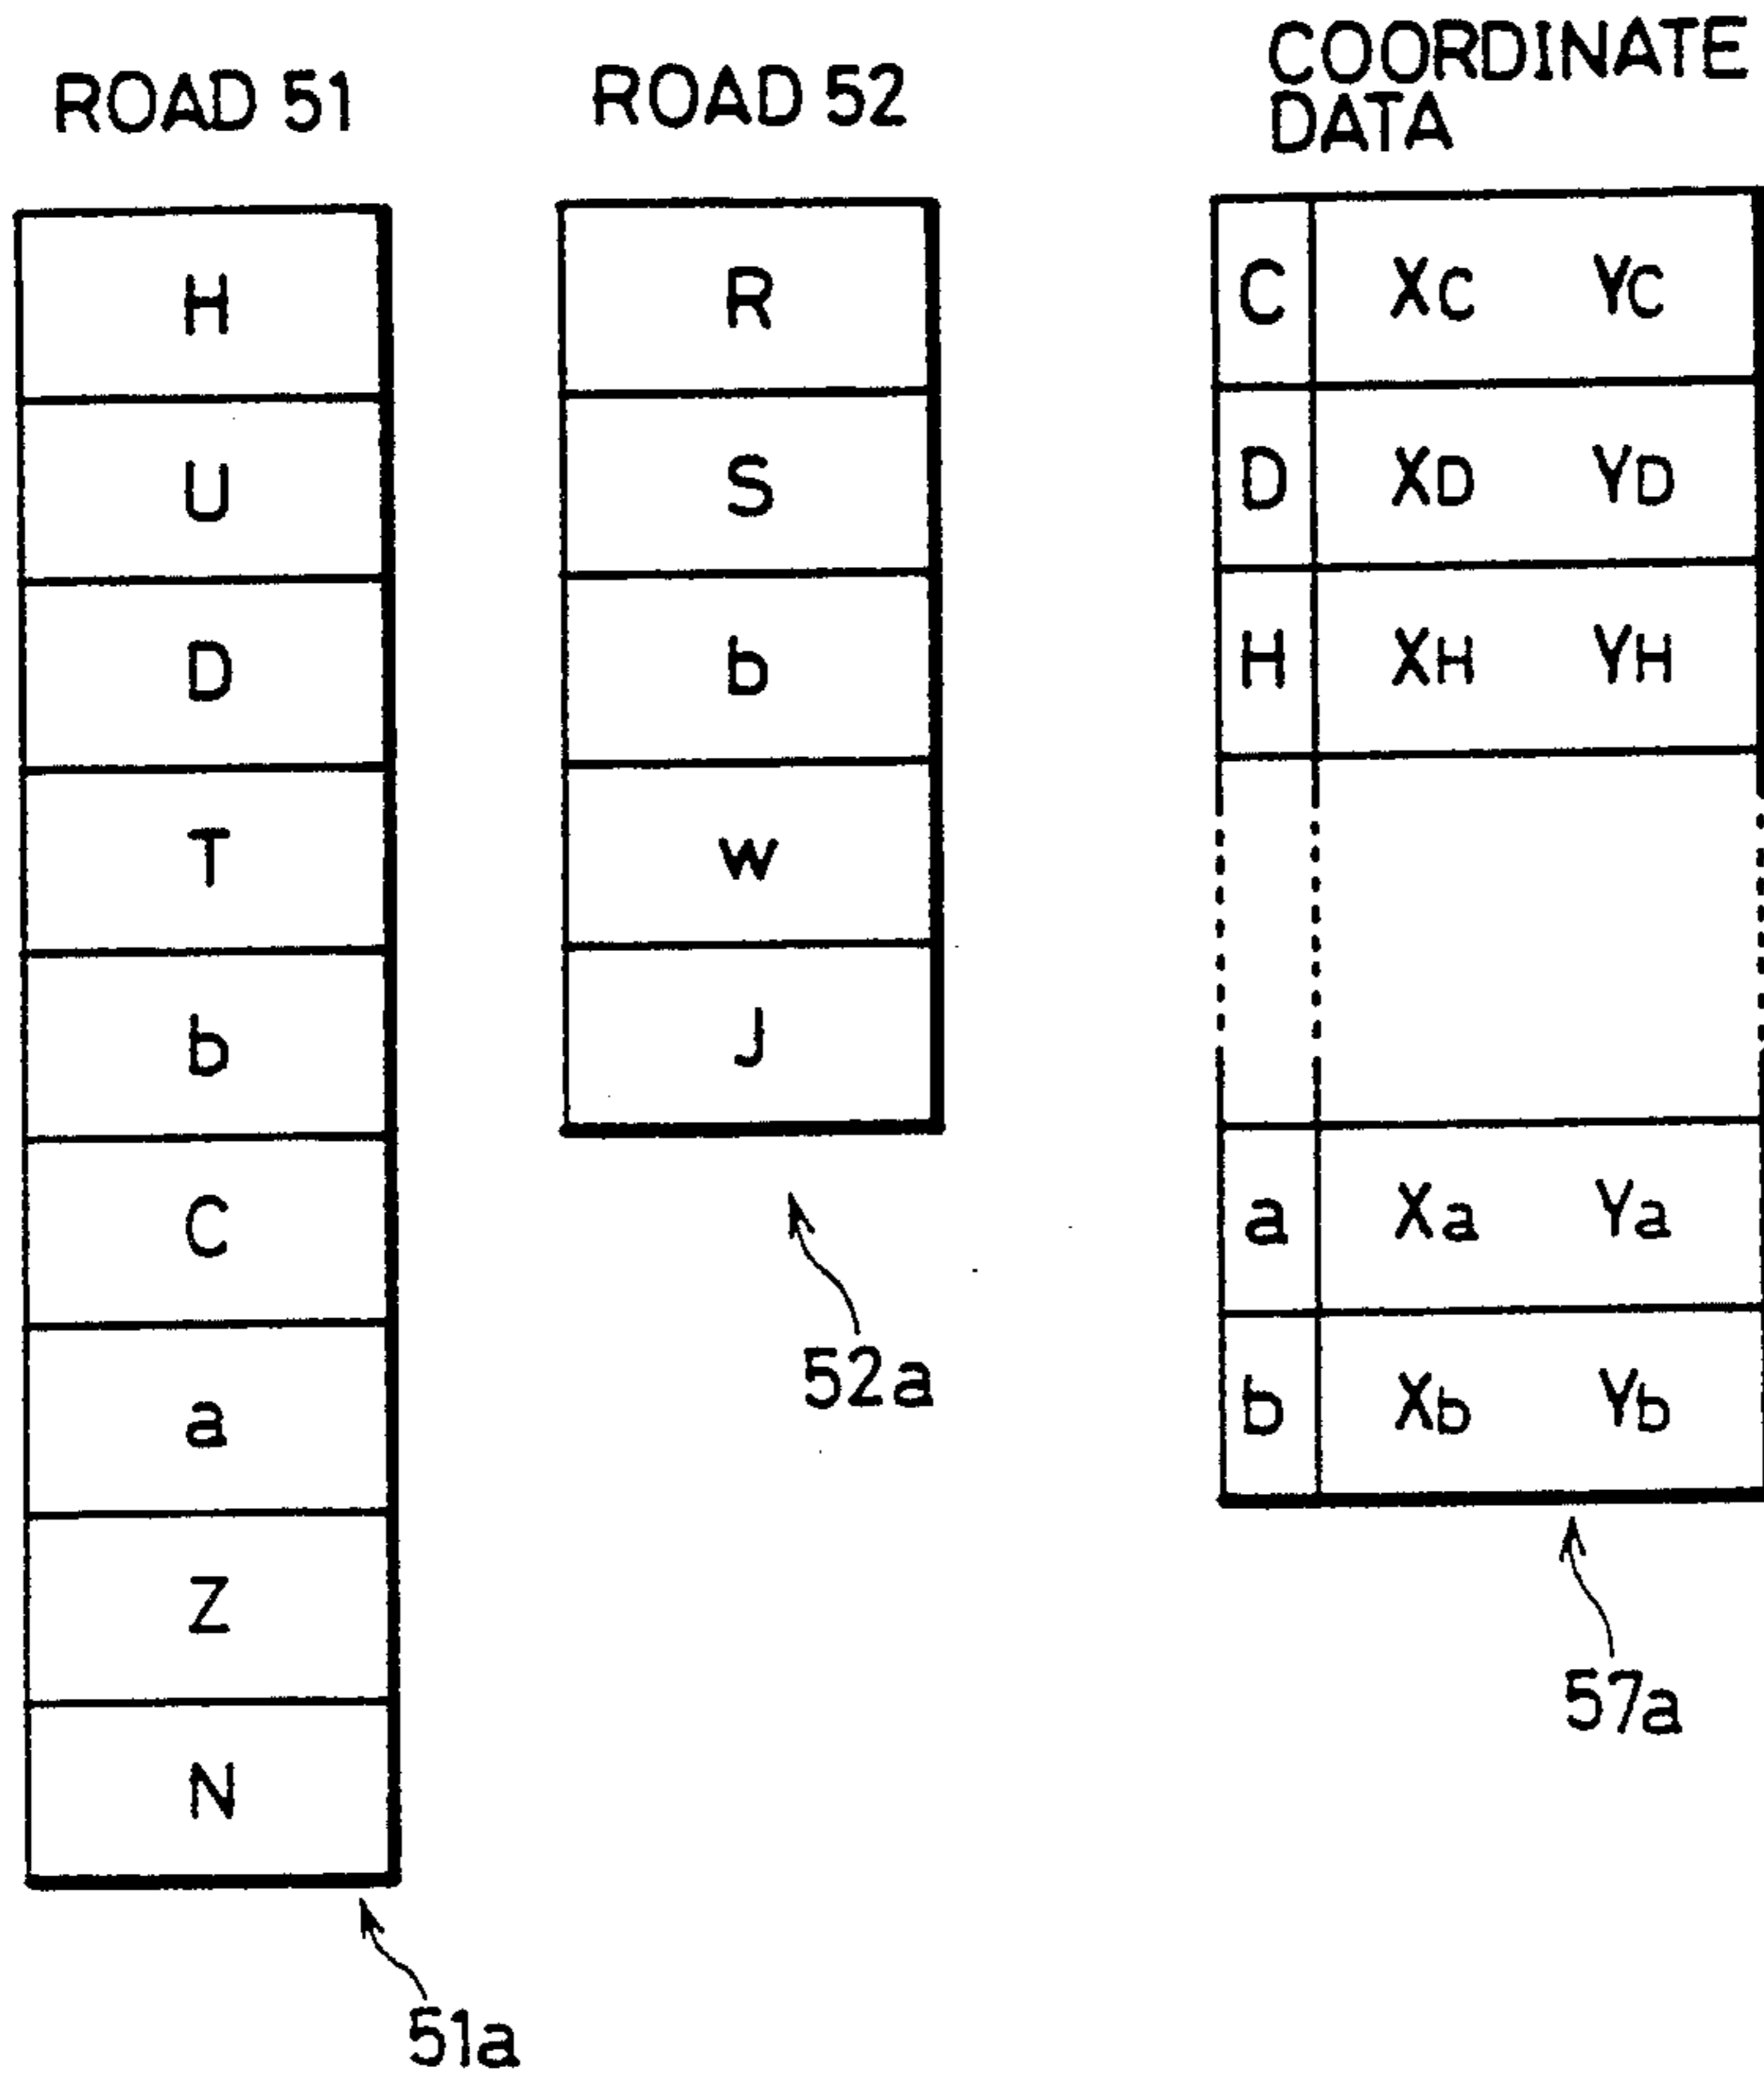 ROAD 51
H
U
D
T
b
C
a
Z
N
51a
ROAD 52
R
S
b
w
J
52a
COORDINATE
DATA
C XC YC
D XD YD
H XH YH
a Xa Ya
b Xb Yb
57a